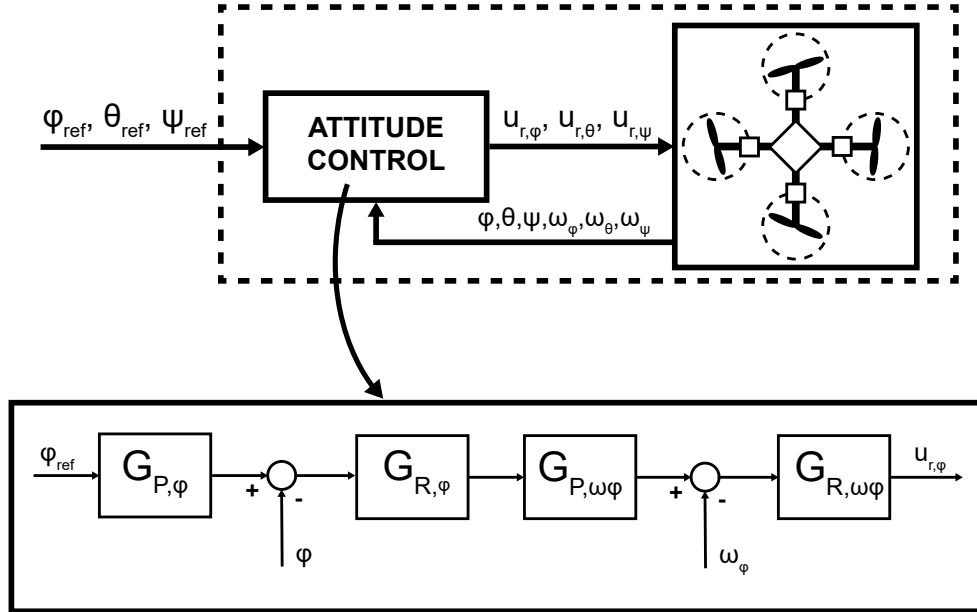 φref, θref, ψref
ATTITUDE
CONTROL
ur,φ, ur,θ, ur,ψ
φ,θ,ψ,ωφ,ωθ,ωψ
φref
GP,φ
+
-
φ
GR,φ
GP,ωφ
+
-
ωφ
GR,ωφ
ur,φ